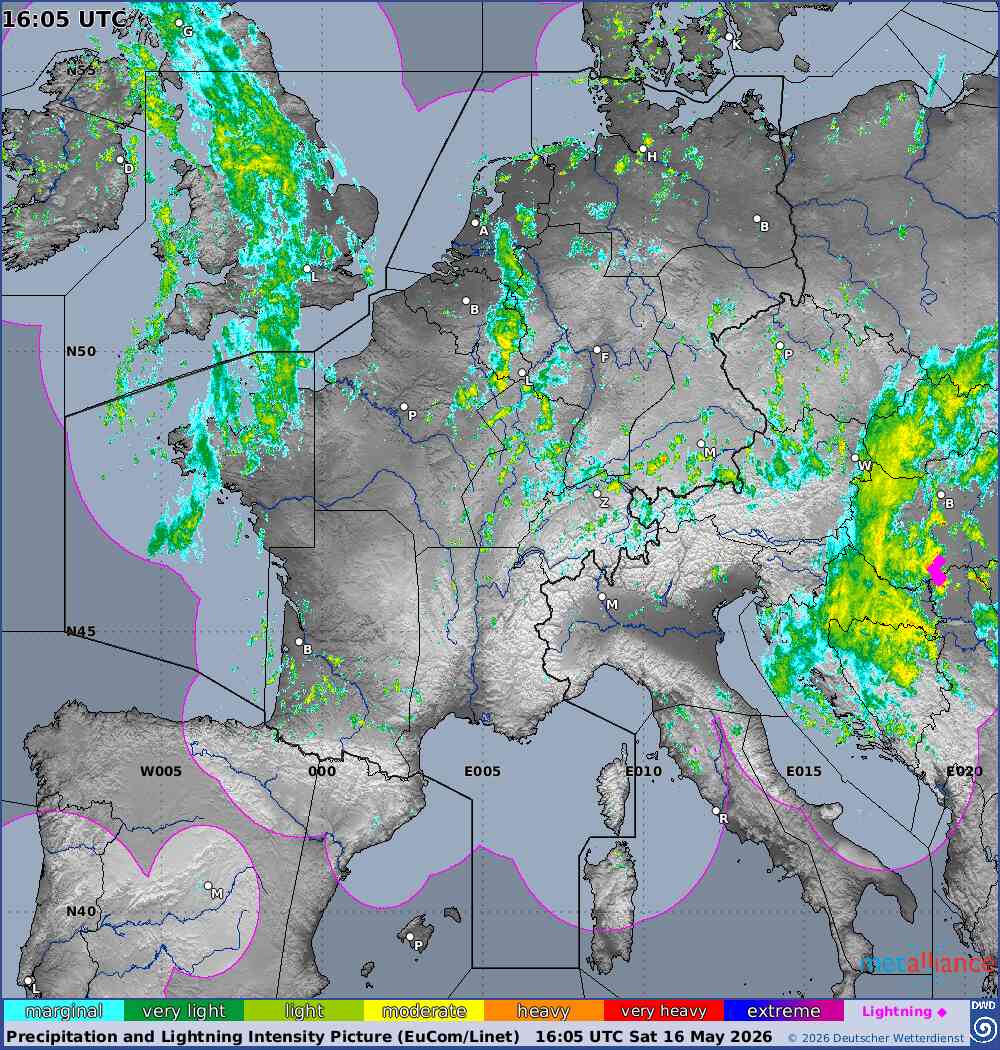 16:05 UTC
G
K
N55
D
H
A
B
L
B
N50
F
P
L
P
M
W
Z
B
M
N45
B
W005
000
E005
E010
E015
E020
R
M
N40
P
L
metalliance
marginal very light light moderate heavy very heavy extreme Lightning ◆
DWD
Precipitation and Lightning Intensity Picture (EuCom/Linet) 16:05 UTC Sat 16 May 2026 © 2026 Deutscher Wetterdienst